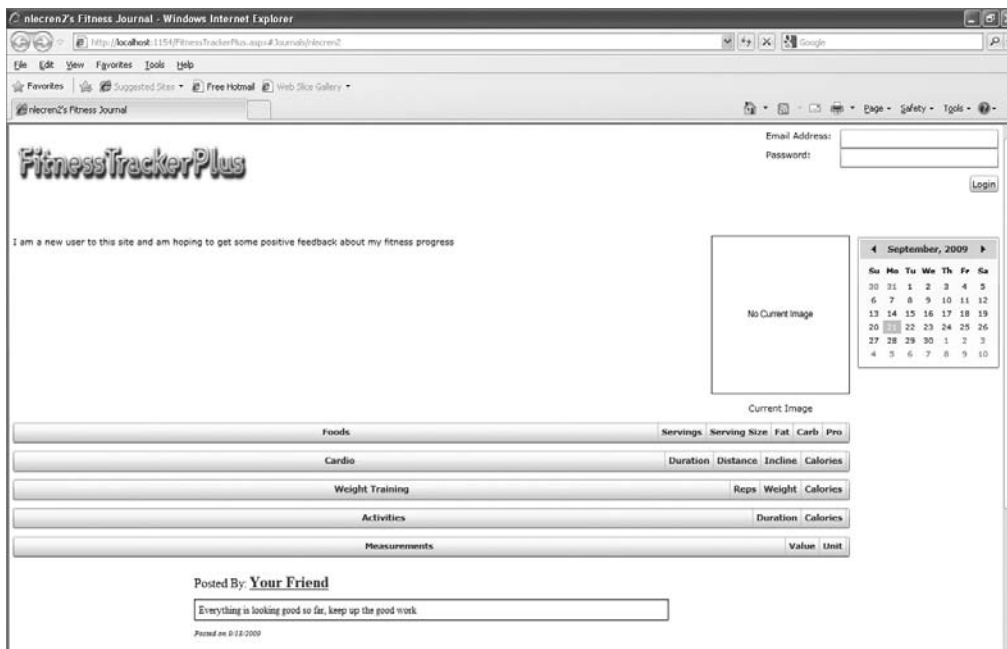 nlecren2's Fitness Journal - Windows Internet Explorer
http://localhost:1154/FitnessTrackerPlus.aspx#Journals/nlecren2
Google
File Edit View Favorites Tools Help
Favorites Suggested Sites Free Hotmail Web Slice Gallery
nlecren2's Fitness Journal
Page Safety Tools
Email Address:
Password:
Login
FitnessTrackerPlus
I am a new user to this site and am hoping to get some positive feedback about my fitness progress
No Current Image
Current Image
September, 2009
Su Mo Tu We Th Fr Sa
30 31 1 2 3 4 5
6 7 8 9 10 11 12
13 14 15 16 17 18 19
20 21 22 23 24 25 26
27 28 29 30 1 2 3
4 5 6 7 8 9 10
Foods Servings Serving Size Fat Carb Pro
Cardio Duration Distance Incline Calories
Weight Training Reps Weight Calories
Activities Duration Calories
Measurements Value Unit
Posted By: Your Friend
Everything is looking good so far, keep up the good work
Posted on 9/18/2009